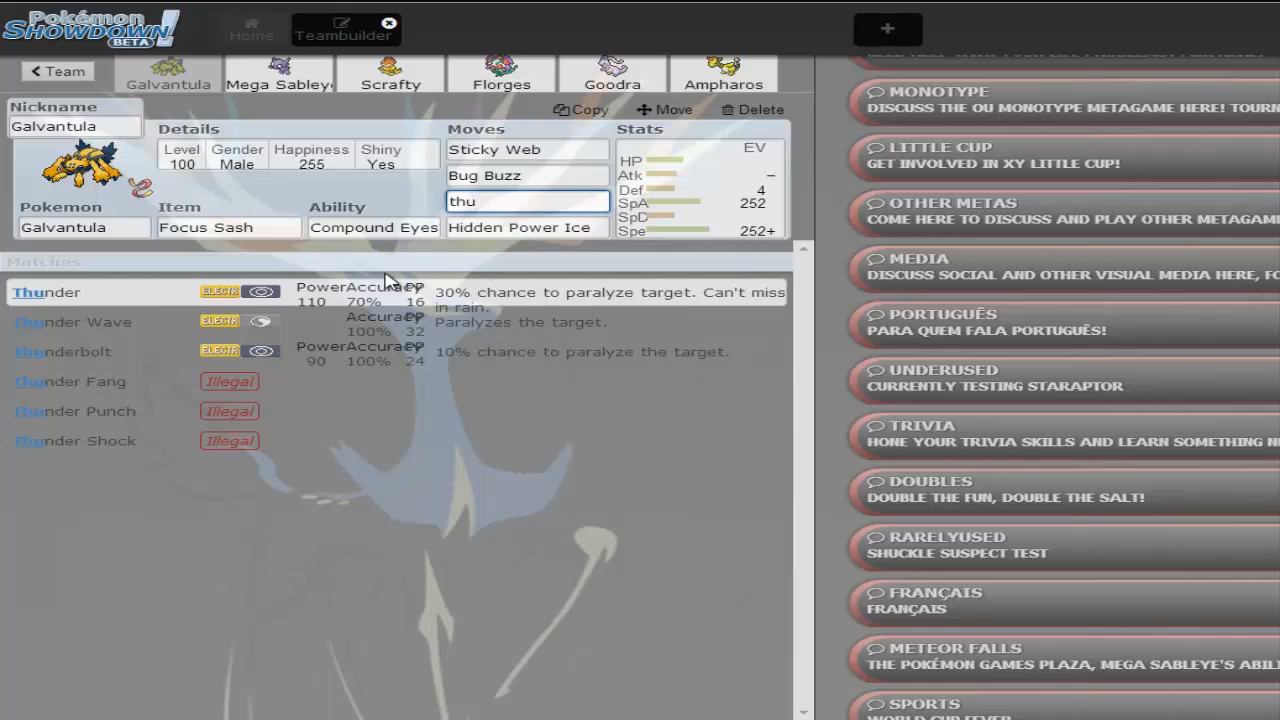 Pokémon
SHOWDOWN!
BETA
Home
Teambuilder
+
Team
Galvantula
Mega Sableye
Scrafty
Florges
Goodra
Ampharos
Nickname
Galvantula
Copy
Move
Delete
Details
Level
100
Gender
Male
Happiness
255
Shiny
Yes
Pokemon
Galvantula
Item
Focus Sash
Ability
Compound Eyes
Moves
Sticky Web
Bug Buzz
thu
Hidden Power Ice
Stats
EV
HP
Atk –
Def 4
SpA 252
SpD
Spe 252+
Matches
Thunder ELECTR Power 110 Accuracy 70% PP 16 30% chance to paralyze target. Can't miss
in rain.
Thunder Wave ELECTR Accuracy 100% PP 32 Paralyzes the target.
Thunderbolt ELECTR Power 90 Accuracy 100% PP 24 10% chance to paralyze the target.
Thunder Fang Illegal
Thunder Punch Illegal
Thunder Shock Illegal
MONOTYPE
DISCUSS THE OU MONOTYPE METAGAME HERE! TOURN
LITTLE CUP
GET INVOLVED IN XY LITTLE CUP!
OTHER METAS
COME HERE TO DISCUSS AND PLAY OTHER METAGAM
MEDIA
DISCUSS SOCIAL AND OTHER VISUAL MEDIA HERE, FO
PORTUGUÊS
PARA QUEM FALA PORTUGUÊS!
UNDERUSED
CURRENTLY TESTING STARAPTOR
TRIVIA
HONE YOUR TRIVIA SKILLS AND LEARN SOMETHING NE
DOUBLES
DOUBLE THE FUN, DOUBLE THE SALT!
RARELYUSED
SHUCKLE SUSPECT TEST
FRANÇAIS
FRANÇAIS
METEOR FALLS
THE POKÉMON GAMES PLAZA, MEGA SABLEYE'S ABILI
SPORTS
WORLD CUP FEVER